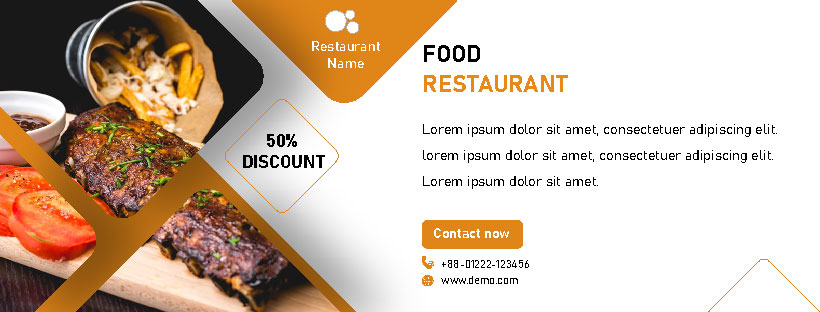 Restaurant
Name
FOOD
RESTAURANT
50%
DISCOUNT
Lorem ipsum dolor sit amet, consectetuer adipiscing elit.
lorem ipsum dolor sit amet, consectetuer adipiscing elit.
Lorem ipsum dolor sit amet.
Contact now
+88-01222-123456
www.demo.com